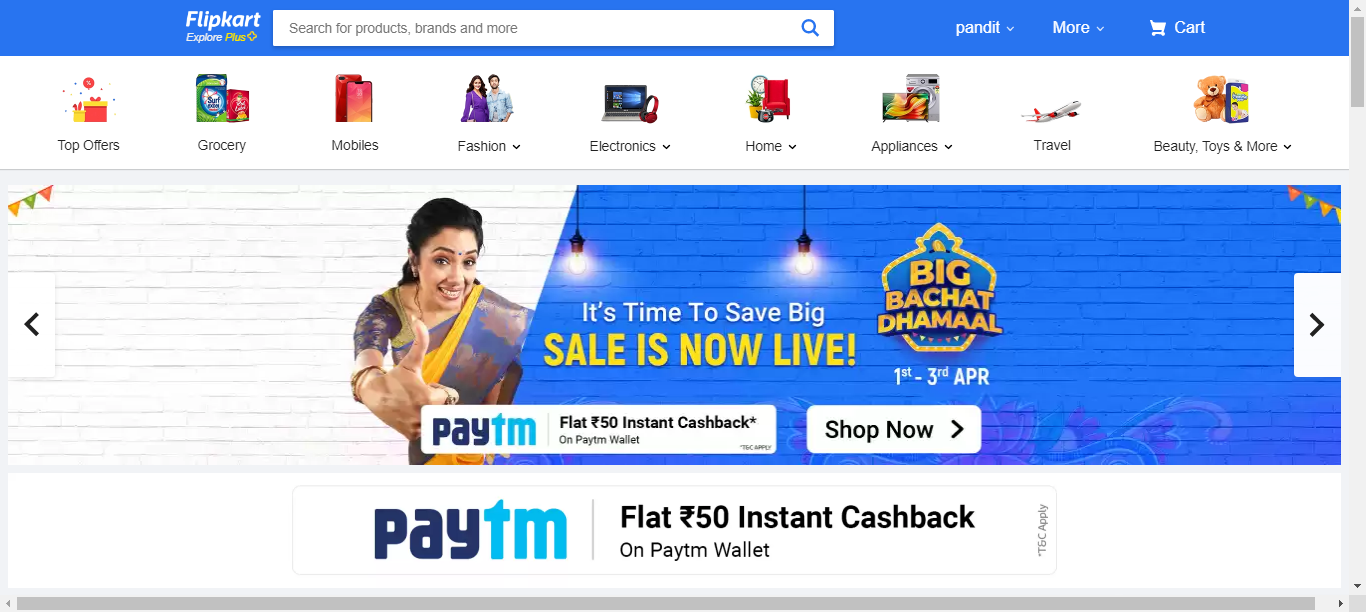 Flipkart
Explore Plus
Search for products, brands and more
pandit
More
Cart
Top Offers
Grocery
Mobiles
Fashion
Electronics
Home
Appliances
Travel
Beauty, Toys & More
It's Time To Save Big
SALE IS NOW LIVE!
BIG
BACHAT
DHAMAAL
1st - 3rd APR
paytm
Flat ₹50 Instant Cashback*
On Paytm Wallet
*T&C APPLY
Shop Now
paytm
Flat ₹50 Instant Cashback
On Paytm Wallet
*T&C Apply